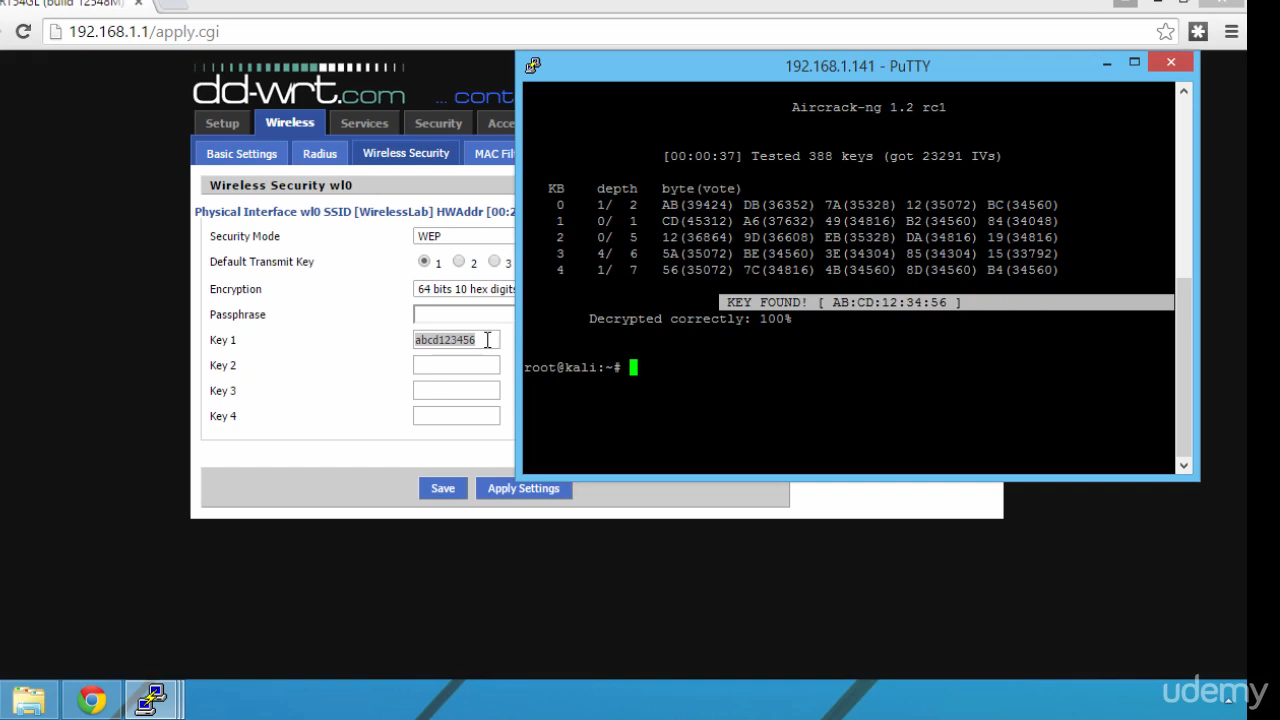 R154GL (build 12548M)
192.168.1.1/apply.cgi
dd-wrt.com ... cont
Setup Wireless Services Security Acce
Basic Settings Radius Wireless Security MAC Fil
Wireless Security wl0
Physical Interface wl0 SSID [WirelessLab] HWAddr [00:2
Security Mode WEP
Default Transmit Key 1 2 3
Encryption 64 bits 10 hex digits
Passphrase
Key 1 abcd123456
Key 2
Key 3
Key 4
Save Apply Settings
192.168.1.141 - PuTTY
Aircrack-ng 1.2 rc1
[00:00:37] Tested 388 keys (got 23291 IVs)
KB depth byte(vote)
0 1/ 2 AB(39424) DB(36352) 7A(35328) 12(35072) BC(34560)
1 0/ 1 CD(45312) A6(37632) 49(34816) B2(34560) 84(34048)
2 0/ 5 12(36864) 9D(36608) EB(35328) DA(34816) 19(34816)
3 4/ 6 5A(35072) BE(34560) 3E(34304) 85(34304) 15(33792)
4 1/ 7 56(35072) 7C(34816) 4B(34560) 8D(34560) B4(34560)
KEY FOUND! [ AB:CD:12:34:56 ]
Decrypted correctly: 100%
root@kali:~#
udemy